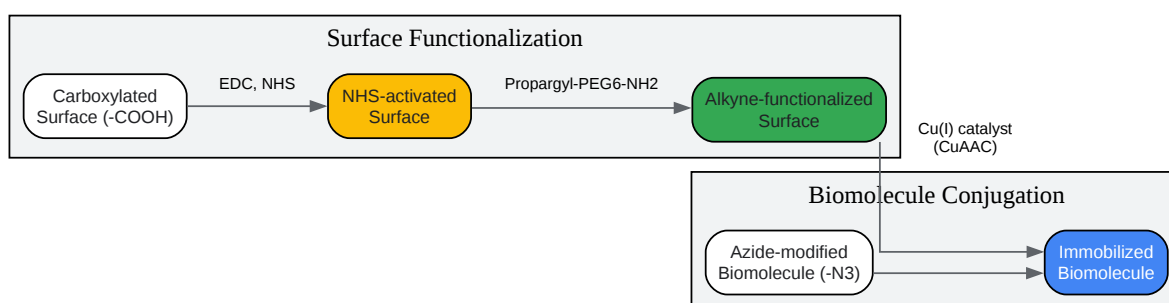 Surface Functionalization
Carboxylated
Surface (-COOH)
EDC, NHS
NHS-activated
Surface
Propargyl-PEG6-NH2
Alkyne-functionalized
Surface
Cu(I) catalyst
(CuAAC)
Biomolecule Conjugation
Azide-modified
Biomolecule (-N3)
Immobilized
Biomolecule